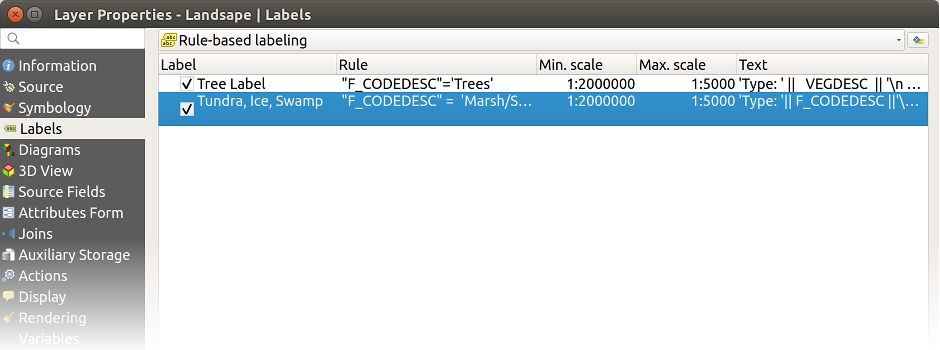 Layer Properties - Landsape | Labels
Rule-based labeling
Information
Source
Symbology
Labels
Diagrams
3D View
Source Fields
Attributes Form
Joins
Auxiliary Storage
Actions
Display
Rendering
Variables
Label Rule Min. scale Max. scale Text
Tree Label "F_CODEDESC"='Trees' 1:2000000 1:5000 'Type: ' || VEGDESC || '\n ...
Tundra, Ice, Swamp "F_CODEDESC" = 'Marsh/S... 1:2000000 1:5000 'Type: '|| F_CODEDESC ||'\...